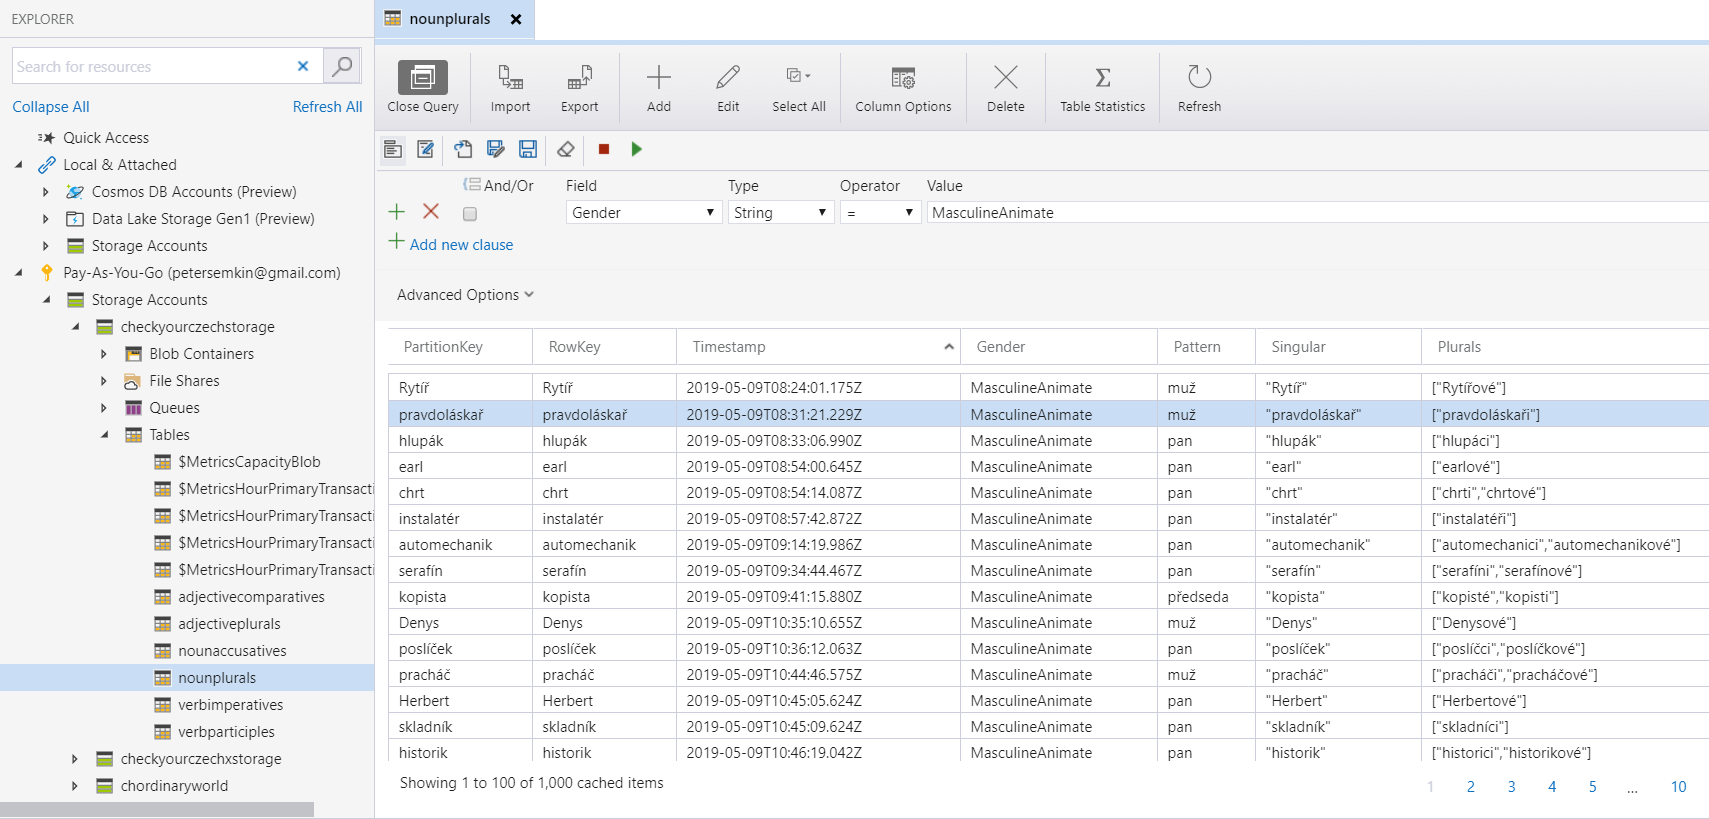 EXPLORER
Search for resources
Collapse All Refresh All
Quick Access
Local & Attached
Cosmos DB Accounts (Preview)
Data Lake Storage Gen1 (Preview)
Storage Accounts
Pay-As-You-Go (petersemkin@gmail.com)
Storage Accounts
checkyourczechstorage
Blob Containers
File Shares
Queues
Tables
$MetricsCapacityBlob
$MetricsHourPrimaryTransacti
$MetricsHourPrimaryTransacti
$MetricsHourPrimaryTransacti
$MetricsHourPrimaryTransacti
adjectivecomparatives
adjectiveplurals
nounaccusatives
nounplurals
verbimperatives
verbparticiples
checkyourczechxstorage
chordinaryworld
nounplurals
Close Query Import Export Add Edit Select All Column Options Delete Table Statistics Refresh
And/Or Field Type Operator Value
Gender String = MasculineAnimate
Add new clause
Advanced Options
PartitionKey RowKey Timestamp Gender Pattern Singular Plurals
Rytíř Rytíř 2019-05-09T08:24:01.175Z MasculineAnimate muž "Rytíř" ["Rytířové"]
pravdoláskař pravdoláskař 2019-05-09T08:31:21.229Z MasculineAnimate muž "pravdoláskař" ["pravdoláskaři"]
hlupák hlupák 2019-05-09T08:33:06.990Z MasculineAnimate pan "hlupák" ["hlupáci"]
earl earl 2019-05-09T08:54:00.645Z MasculineAnimate pan "earl" ["earlové"]
chrt chrt 2019-05-09T08:54:14.087Z MasculineAnimate pan "chrt" ["chrti","chrtové"]
instalatér instalatér 2019-05-09T08:57:42.872Z MasculineAnimate pan "instalatér" ["instalatéři"]
automechanik automechanik 2019-05-09T09:14:19.986Z MasculineAnimate pan "automechanik" ["automechanici","automechanikové"]
serafín serafín 2019-05-09T09:34:44.467Z MasculineAnimate pan "serafín" ["serafíni","serafínové"]
kopista kopista 2019-05-09T09:41:15.880Z MasculineAnimate předseda "kopista" ["kopisté","kopisti"]
Denys Denys 2019-05-09T10:35:10.655Z MasculineAnimate muž "Denys" ["Denysové"]
poslíček poslíček 2019-05-09T10:36:12.063Z MasculineAnimate pan "poslíček" ["poslíčci","poslíčkové"]
pracháč pracháč 2019-05-09T10:44:46.575Z MasculineAnimate muž "pracháč" ["pracháči","pracháčové"]
Herbert Herbert 2019-05-09T10:45:05.624Z MasculineAnimate pan "Herbert" ["Herbertové"]
skladník skladník 2019-05-09T10:45:09.624Z MasculineAnimate pan "skladník" ["skladníci"]
historik historik 2019-05-09T10:46:19.042Z MasculineAnimate pan "historik" ["historici","historikové"]
Showing 1 to 100 of 1,000 cached items
1 2 3 4 5 ... 10